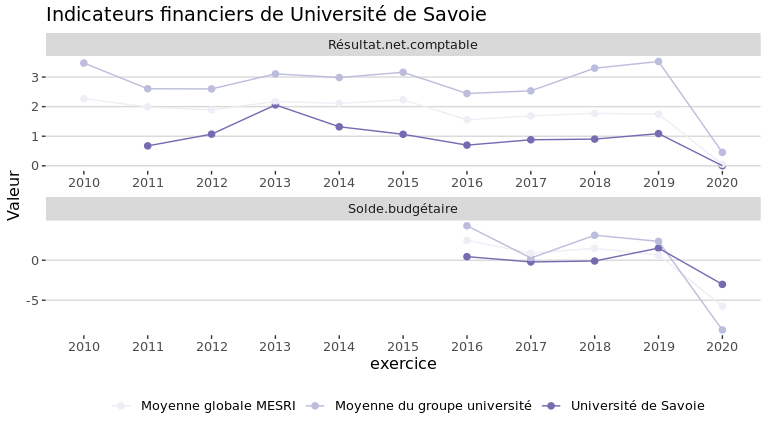 Indicateurs financiers de Université de Savoie
Résultat.net.comptable
3
2
1
0
2010 2011 2012 2013 2014 2015 2016 2017 2018 2019 2020
Valeur
Solde.budgétaire
0
-5
2010 2011 2012 2013 2014 2015 2016 2017 2018 2019 2020
exercice
Moyenne globale MESRI Moyenne du groupe université Université de Savoie